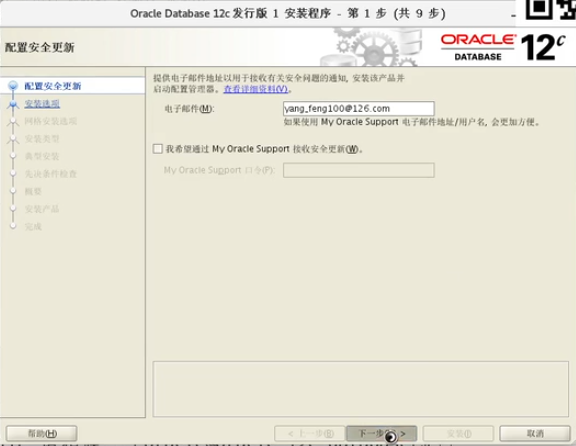 Oracle Database 12c 发行版 1 安装程序 - 第 1 步 (共 9 步)
配置安全更新
ORACLE
DATABASE
12c
配置安全更新
安装选项
网格安装选项
安装类型
典型安装
先决条件检查
概要
安装产品
完成
提供电子邮件地址以用于接收有关安全问题的通知, 安装该产品并
启动配置管理器。查看详细资料(V)。
电子邮件(M):
yang_feng100@126.com
如果使用 My Oracle Support 电子邮件地址/用户名, 会更加方便。
我希望通过 My Oracle Support 接收安全更新(W)。
My Oracle Support 口令(P):
帮助(H)
< 上一步(B)
下一步 >
安装(I)
取消